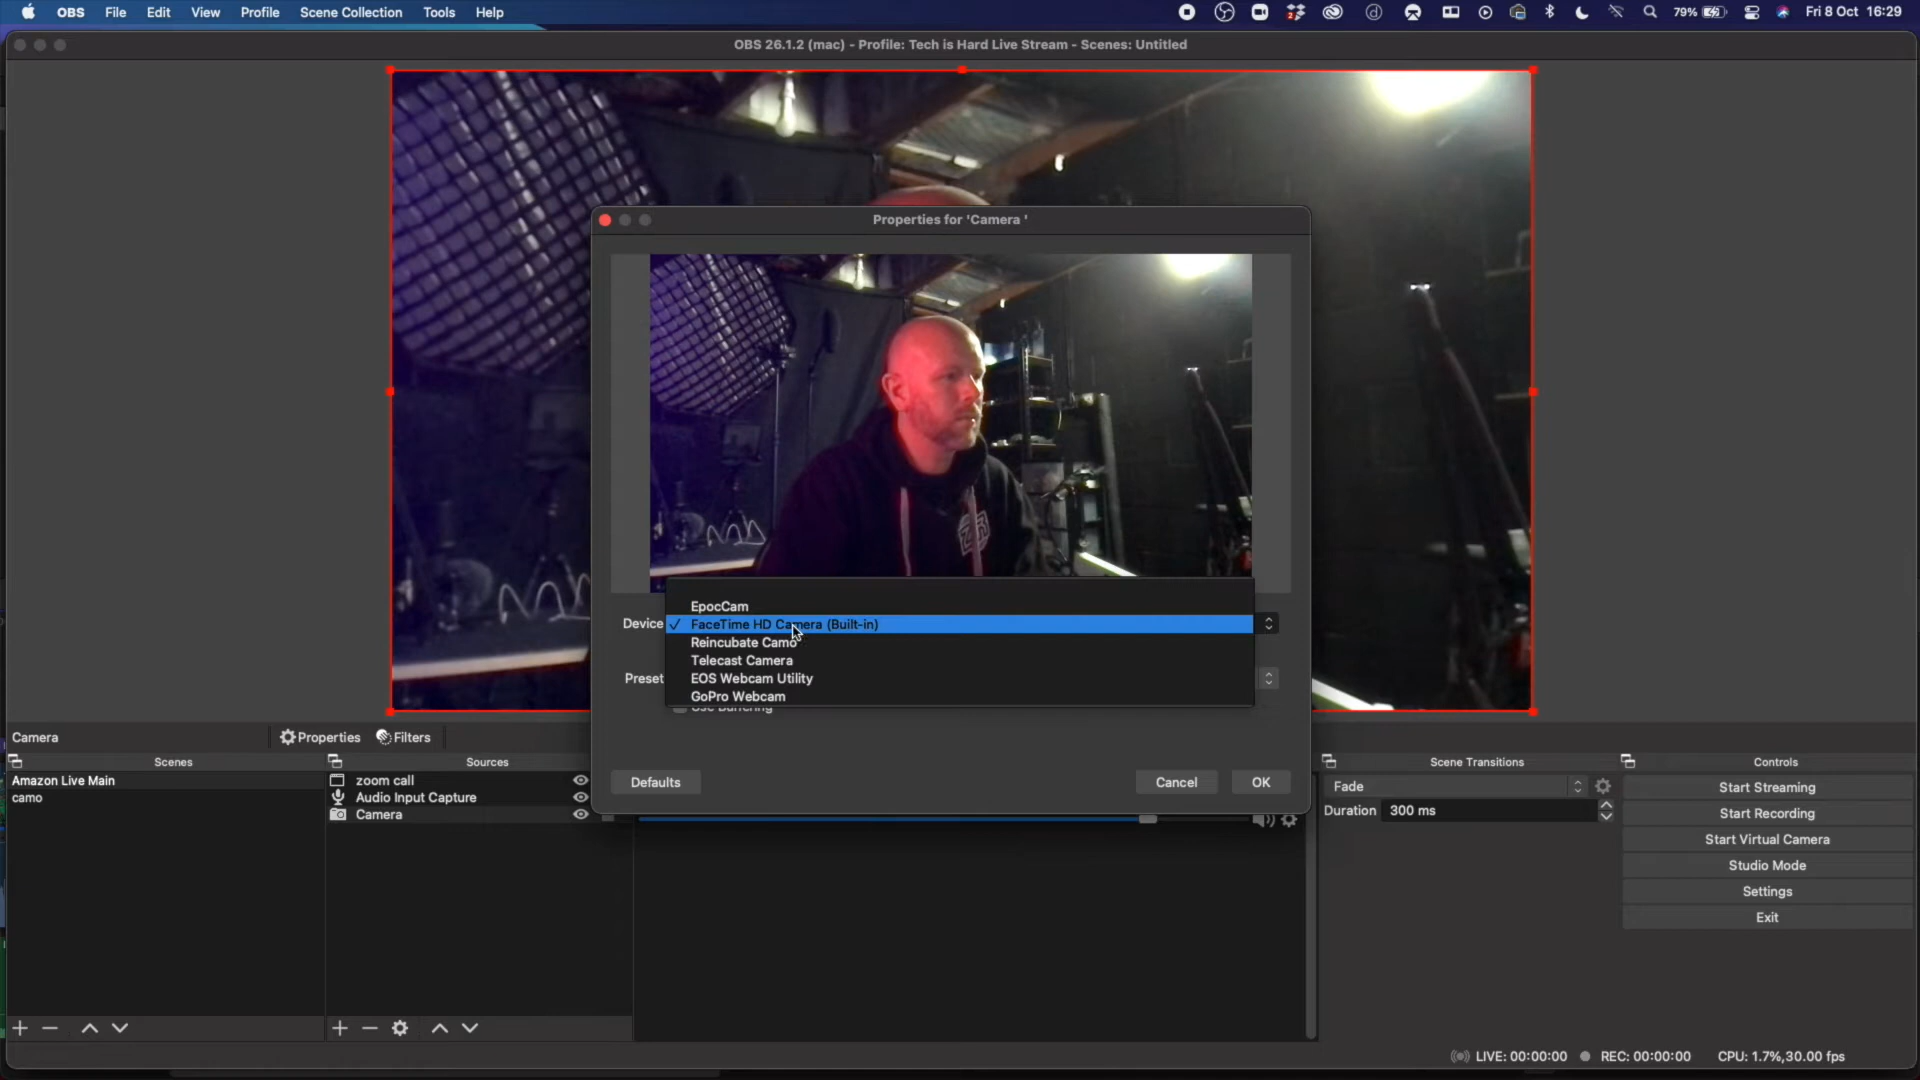 OBS File Edit View Profile Scene Collection Tools Help 79% Fri 8 Oct 16:29
OBS 26.1.2 (mac) - Profile: Tech is Hard Live Stream - Scenes: Untitled
Properties for 'Camera '
EpocCam
Device ✓ FaceTime HD Camera (Built-in)
Reincubate Camo
Telecast Camera
Preset EOS Webcam Utility
GoPro Webcam
Use Buffering
Defaults Cancel OK
Camera Properties Filters
Scenes Sources Scene Transitions Controls
Amazon Live Main
camo
zoom call
Audio Input Capture
Camera
Fade
Duration 300 ms
Start Streaming
Start Recording
Start Virtual Camera
Studio Mode
Settings
Exit
LIVE: 00:00:00 REC: 00:00:00 CPU: 1.7%,30.00 fps